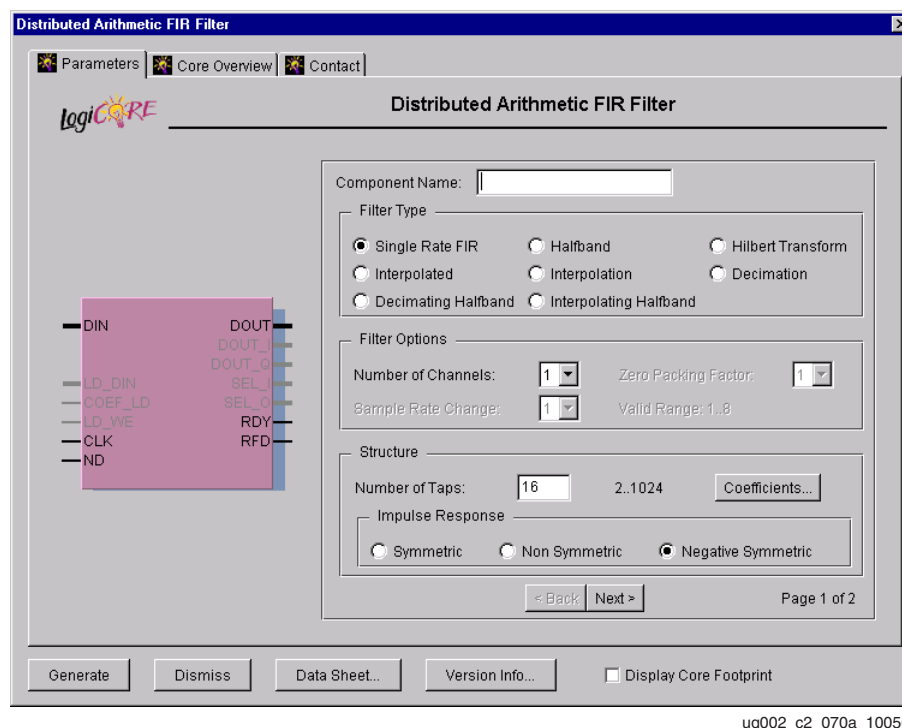 Distributed Arithmetic FIR Filter
Parameters Core Overview Contact
LogiCORE
Distributed Arithmetic FIR Filter
Component Name:
Filter Type
Single Rate FIR Halfband Hilbert Transform
Interpolated Interpolation Decimation
Decimating Halfband Interpolating Halfband
DIN DOUT
DOUT_I
DOUT_Q
LD_DIN SEL_I
COEF_LD SEL_O
LD_WE RDY
CLK RFD
ND
Filter Options
Number of Channels: 1 Zero Packing Factor: 1
Sample Rate Change: 1 Valid Range: 1..8
Structure
Number of Taps: 16 2..1024 Coefficients...
Impulse Response
Symmetric Non Symmetric Negative Symmetric
< Back Next > Page 1 of 2
Generate Dismiss Data Sheet... Version Info... Display Core Footprint
ug002_c2_070a_1005